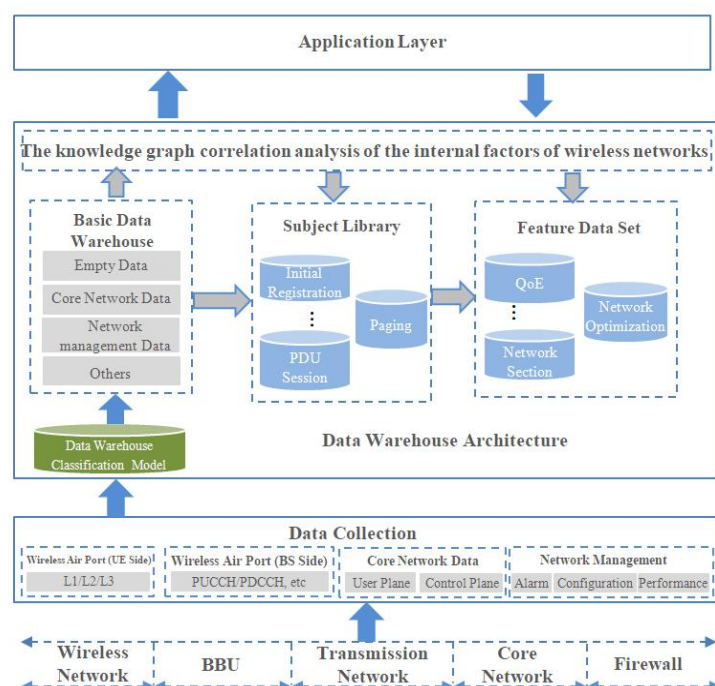 Application Layer
The knowledge graph correlation analysis of the internal factors of wireless networks
Basic Data
Warehouse
Empty Data
Core Network Data
Network
management Data
Others
Subject Library
Initial
Registration
Paging
PDU
Session
Feature Data Set
QoE
Network
Optimization
Network
Section
Data Warehouse
Classification Model
Data Warehouse Architecture
Data Collection
Wireless Air Port (UE Side)
L1/L2/L3
Wireless Air Port (BS Side)
PUCCH/PDCCH, etc
Core Network Data
User Plane
Control Plane
Network Management
Alarm
Configuration
Performance
Wireless
Network
BBU
Transmission
Network
Core
Network
Firewall